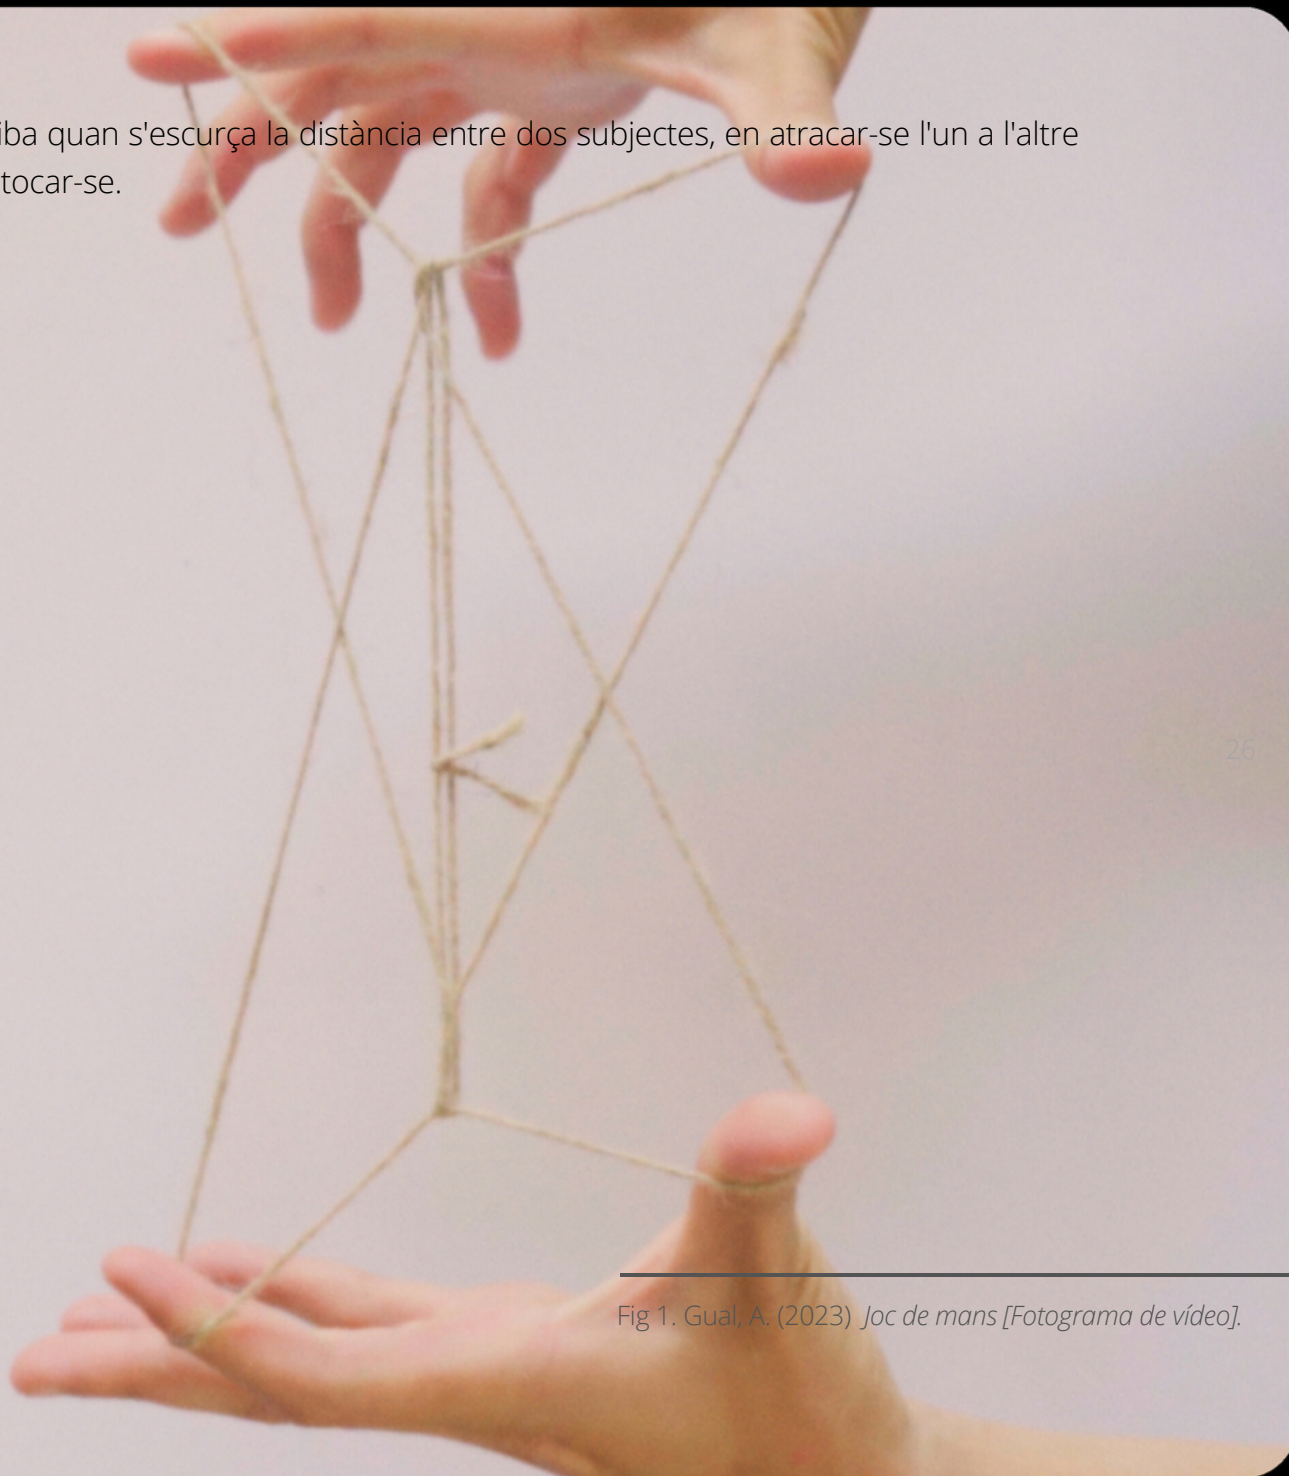 iba quan s'escurça la distància entre dos subjectes, en atracar-se l'un a l'altre
tocar-se.
26
Fig 1. Gual, A. (2023) Joc de mans [Fotograma de vídeo].